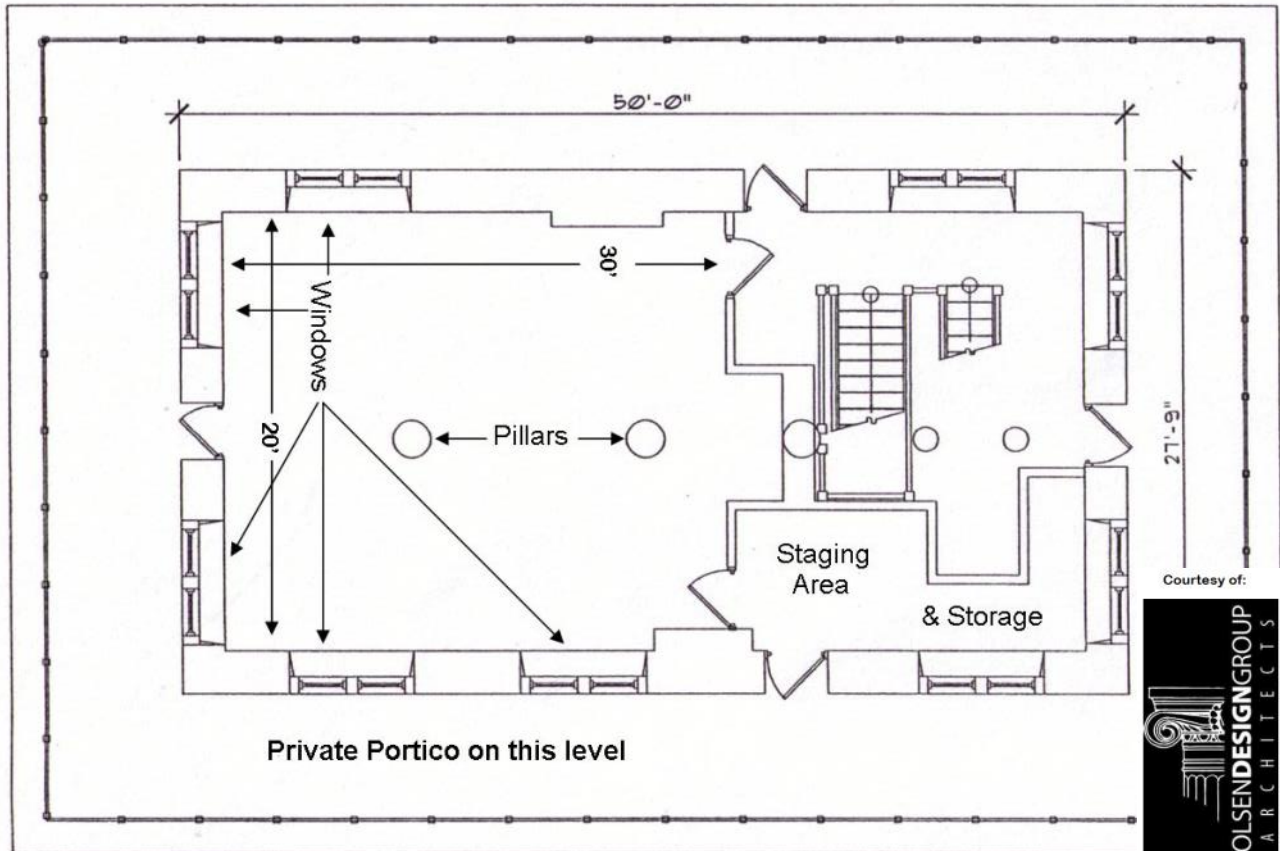 50'-0"
30'
Windows
20'
Pillars
27'-9"
Staging
Area
& Storage
Private Portico on this level
Courtesy of:
OLSENDESIGNGROUP
ARCHITECTS